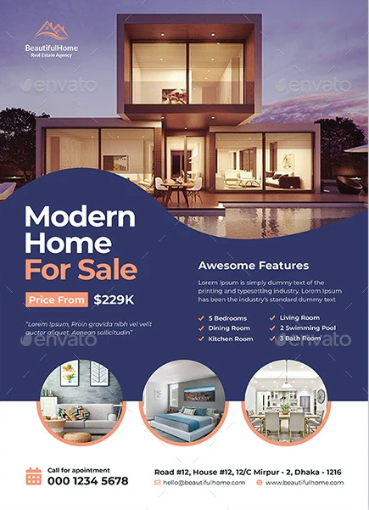 BeautifulHome
Real Estate Agency
envato
envato
Modern
Home
For Sale
Price From $229K
"Lorem Ipsum, Proin gravida nibh velit
auctor aliquet. Aenean sollicitudin"
Awesome Features
Lorem Ipsum is simply dummy text of the
printing and typesetting industry. Lorem Ipsum
has been the industry's standard dummy text
5 Bedrooms
Dining Room
Kitchen Room
Living Room
2 Swimming Pool
3 Bath Room
envato
envato
Call for apointment
000 1234 5678
Road #12, House #12, 12/C Mirpur - 2, Dhaka - 1216
hello@beautifulhome.com
www.beautifulhome.com